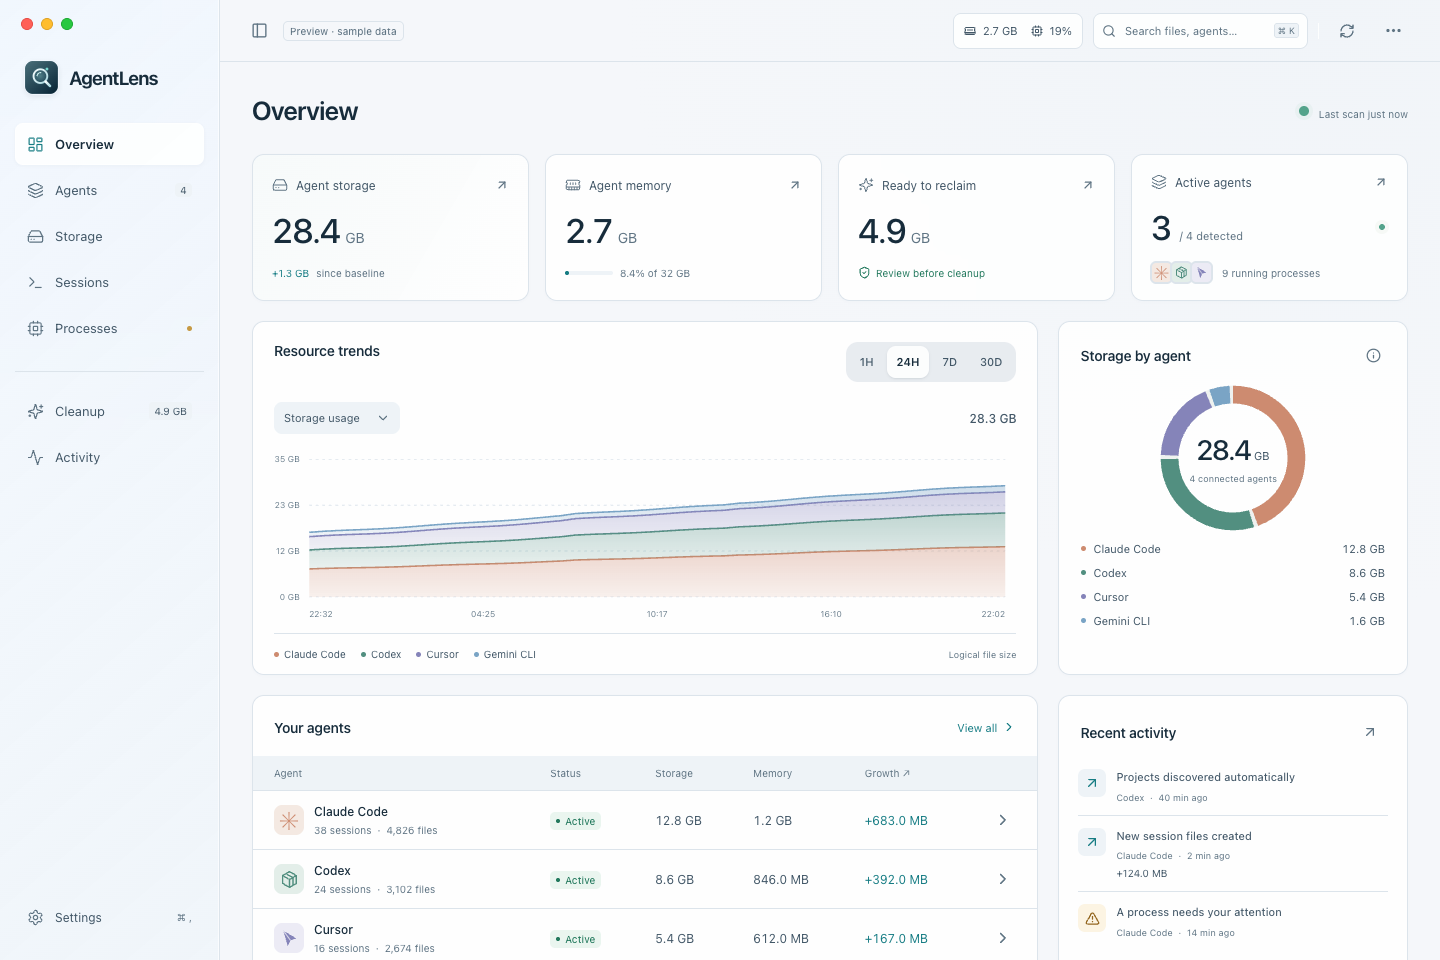 Preview · sample data
2.7 GB 19%
Search files, agents... ⌘ K
AgentLens
Overview
Agents 4
Storage
Sessions
Processes
Cleanup 4.9 GB
Activity
Settings ⌘ ,
Overview
Last scan just now
Agent storage
28.4 GB
+1.3 GB since baseline
Agent memory
2.7 GB
8.4% of 32 GB
Ready to reclaim
4.9 GB
Review before cleanup
Active agents
3 / 4 detected
9 running processes
Resource trends
1H 24H 7D 30D
Storage usage
28.3 GB
35 GB
23 GB
12 GB
0 GB
22:32 04:25 10:17 16:10 22:02
Claude Code Codex Cursor Gemini CLI
Logical file size
Storage by agent
28.4 GB
4 connected agents
Claude Code 12.8 GB
Codex 8.6 GB
Cursor 5.4 GB
Gemini CLI 1.6 GB
Your agents
View all
Agent Status Storage Memory Growth ↗
Claude Code
38 sessions · 4,826 files
Active 12.8 GB 1.2 GB +683.0 MB
Codex
24 sessions · 3,102 files
Active 8.6 GB 846.0 MB +392.0 MB
Cursor
16 sessions · 2,674 files
Active 5.4 GB 612.0 MB +167.0 MB
Recent activity
Projects discovered automatically
Codex · 40 min ago
New session files created
Claude Code · 2 min ago
+124.0 MB
A process needs your attention
Claude Code · 14 min ago